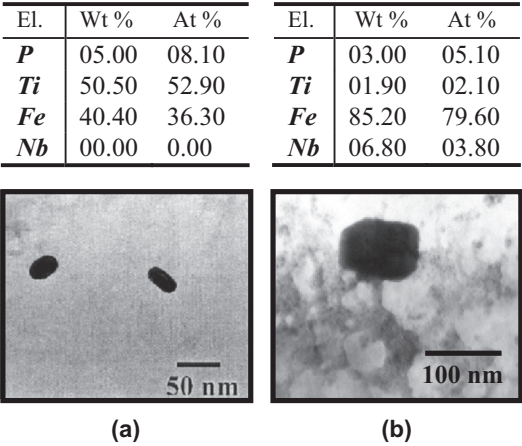 El. Wt % At %
P 05.00 08.10
Ti 50.50 52.90
Fe 40.40 36.30
Nb 00.00 0.00
El. Wt % At %
P 03.00 05.10
Ti 01.90 02.10
Fe 85.20 79.60
Nb 06.80 03.80
50 nm
100 nm
(a)
(b)